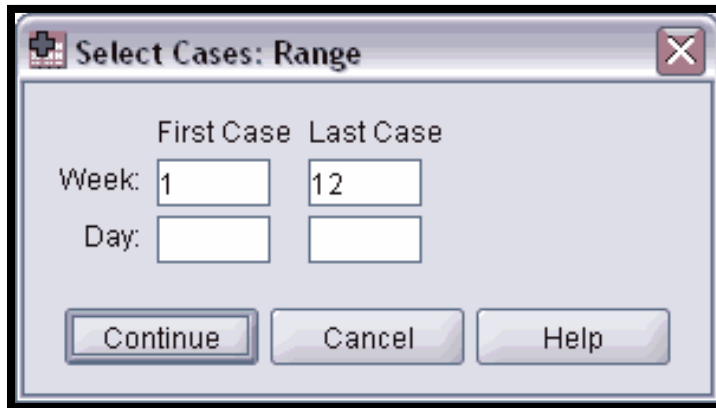 Select Cases: Range
First Case Last Case
Week: 1 12
Day:
Continue Cancel Help